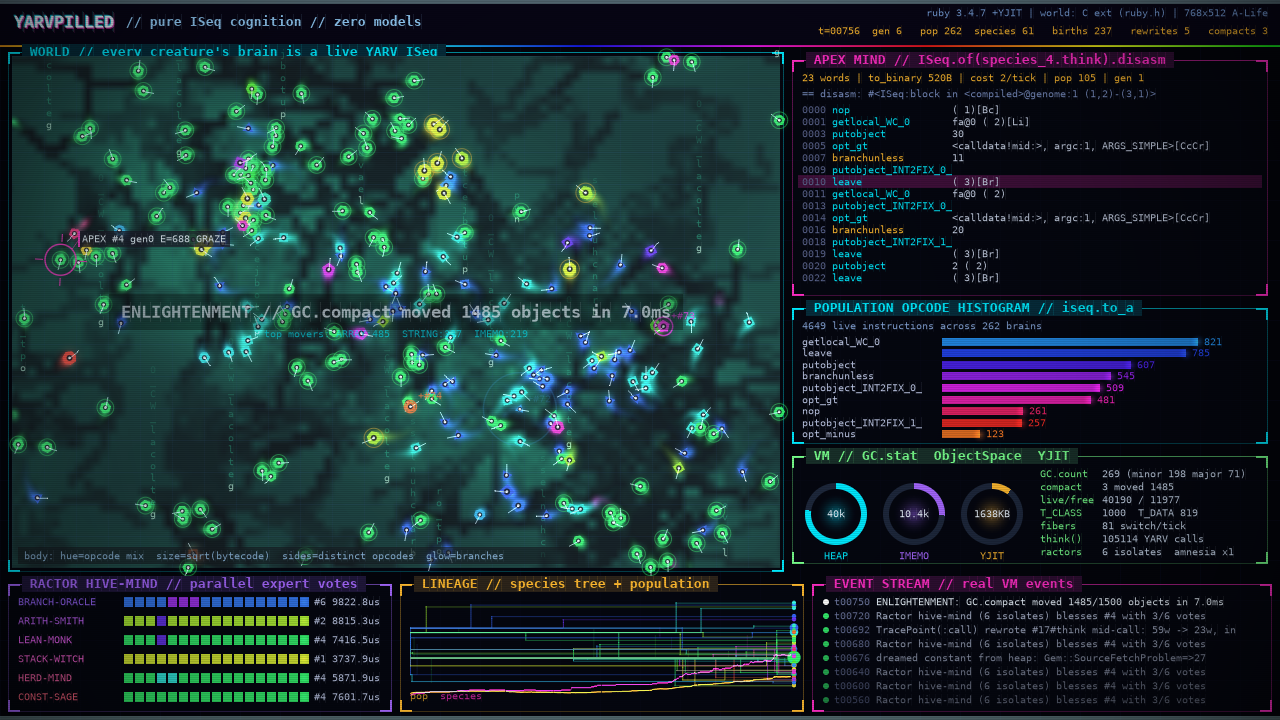 YARVPILLED // pure ISeq cognition // zero models
ruby 3.4.7 +YJIT | world: C ext (ruby.h) | 768x512 A-Life
t00756 gen 6 pop 262 species 61 births 237 rewrites 5 compacts 3
WORLD // every creature's brain is a live YARV ISeq
APEX #4 gen0 E=688 GRAZE
ENLIGHTENMENT // GC.compact moved 1485 objects in 7.0ms
body: hue=opcode mix size=sqrt(bytecode) sides=distinct opcodes glow=branches
APEX MIND // ISeq.of(species_4.think).disasm
23 words | to_binary 520B | cost 2/tick | pop 105 | gen 1
== disasm: #<ISeq:block in <compiled>@genome:1 (1,2)-(3,1)>
0000 nop ( 1)[Bc]
0001 getlocal_WC_0 fa@0 ( 2)[Li]
0003 putobject 30
0005 opt_gt <calldata!mid:>, argc:1, ARGS_SIMPLE>[CcCr]
0007 branchunless 11
0009 putobject_INT2FIX_0_
0010 leave ( 3)[Br]
0011 getlocal_WC_0 fa@0 ( 2)
0013 putobject_INT2FIX_0_
0014 opt_gt <calldata!mid:>, argc:1, ARGS_SIMPLE>[CcCr]
0016 branchunless 20
0018 putobject_INT2FIX_1_
0019 leave ( 3)[Br]
0020 putobject 2 ( 2)
0022 leave ( 3)[Br]
POPULATION OPCODE HISTOGRAM // iseq.to_a
4649 live instructions across 262 brains
getlocal_WC_0 821
leave 785
putobject 607
branchunless 545
putobject_INT2FIX_0_ 509
opt_gt 481
nop 261
putobject_INT2FIX_1_ 257
opt_minus 123
VM // GC.stat ObjectSpace YJIT
40k HEAP
10.4k IMEMO
1638KB YJIT
GC.count 269 (minor 198 major 71)
compact 3 moved 1485
live/free 40190 / 11977
T_CLASS 1000 T_DATA 819
fibers 81 switch/tick
think() 105114 YARV calls
ractors 6 isolates amnesia x1
RACTOR HIVE-MIND // parallel expert votes
BRANCH-ORACLE #6 9822.8us
ARITH-SMITH #2 8815.3us
LEAN-MONK #4 7416.5us
STACK-WITCH #1 3737.9us
HERD-MIND #4 5871.9us
CONST-SAGE #4 7601.7us
LINEAGE // species tree + population
pop species
EVENT STREAM // real VM events
t00750 ENLIGHTENMENT: GC.compact moved 1485/1500 objects in 7.0ms
t00720 Ractor hive-mind (6 isolates) blesses #4 with 3/6 votes
t00692 TracePoint(:call) rewrote #17#think mid-call: 59w -> 29w, in
t00680 Ractor hive-mind (6 isolates) blesses #4 with 3/6 votes
t00676 dreamed constant from heap: Gem::SourceFetchProblem=>27
t00640 Ractor hive-mind (6 isolates) blesses #4 with 3/6 votes
t00600 Ractor hive-mind (6 isolates) blesses #4 with 3/6 votes
t00560 Ractor hive-mind (6 isolates) blesses #4 with 3/6 votes